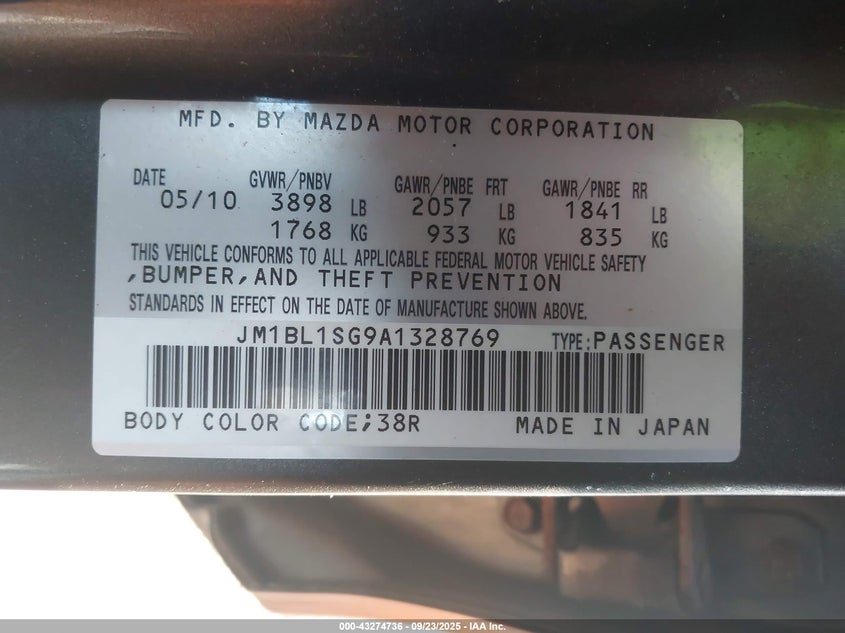 MFD. BY MAZDA MOTOR CORPORATION
DATE GVWR/PNBV GAWR/PNBE FRT GAWR/PNBE RR
05/10 3898 LB 2057 LB 1841 LB
1768 KG 933 KG 835 KG
THIS VEHICLE CONFORMS TO ALL APPLICABLE FEDERAL MOTOR VEHICLE SAFETY
,BUMPER,AND THEFT PREVENTION
STANDARDS IN EFFECT ON THE DATE OF MANUFACTURE SHOWN ABOVE.
JM1BL1SG9A1328769 TYPE:PASSENGER
BODY COLOR CODE;38R MADE IN JAPAN
000-43274736 - 09/23/2025 - IAA Inc.